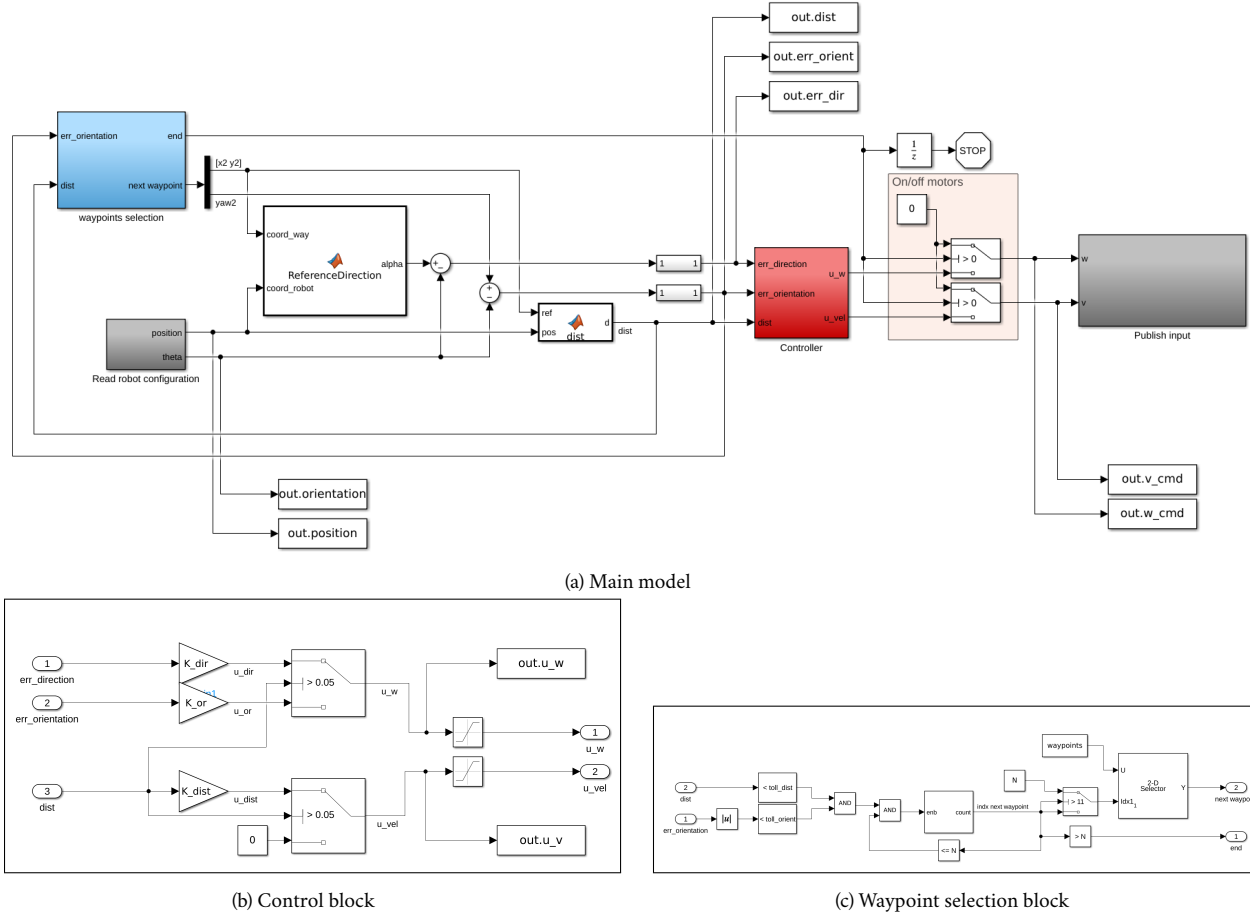 out.dist
out.err_orient
out.err_dir
err_orientation
end
dist
next waypoint
waypoints selection
[x2 y2]
yaw2
coord_way
alpha
ReferenceDirection
coord_robot
+
−
+
−
1 1
1 1
ref
d
pos
dist
dist
position
theta
Read robot configuration
err_direction
u_w
err_orientation
dist
u_vel
Controller
1
z
STOP
On/off motors
0
> 0
> 0
w
v
Publish input
out.orientation
out.position
out.v_cmd
out.w_cmd
(a) Main model
1
err_direction
K_dir
u_dir
2
err_orientation
K_or
u_or
> 0.05
u_w
out.u_w
1
u_w
3
dist
K_dist
u_dist
> 0.05
0
u_vel
2
u_vel
out.u_v
(b) Control block
2
dist
< toll_dist
1
err_orientation
|u|
< toll_orient
AND
AND
enb
count
<= N
indx next waypoint
N
> 11
waypoints
U
2-D
Selector
Y
Idx1
1
> N
2
next waypo
1
end
(c) Waypoint selection block